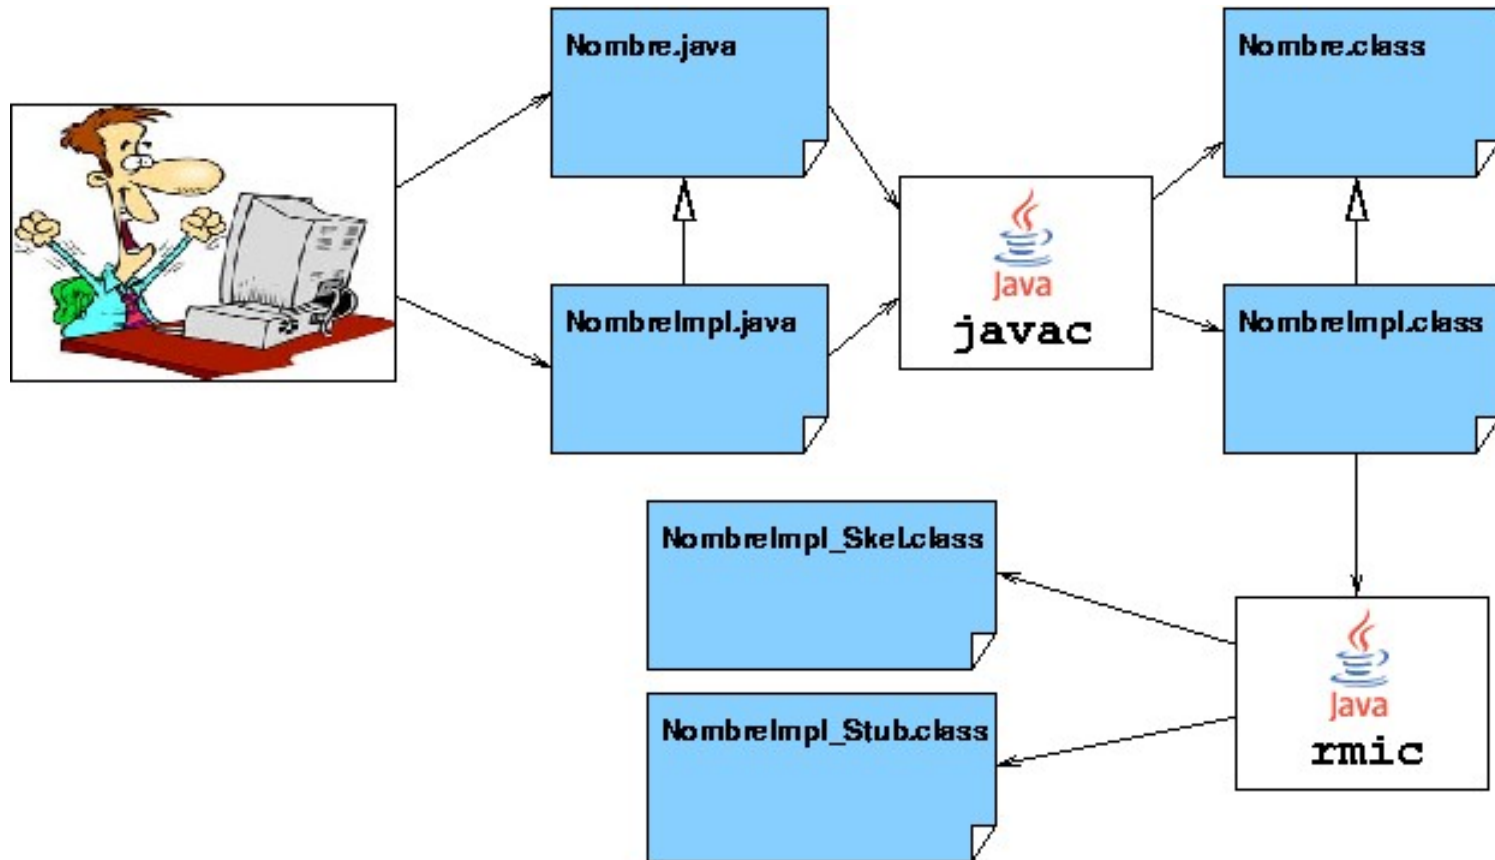 Nombre.java
Nombre.class
NombreImpl.java
Java
javac
NombreImpl.class
NombreImpl_Skel.class
NombreImpl_Stub.class
Java
rmic